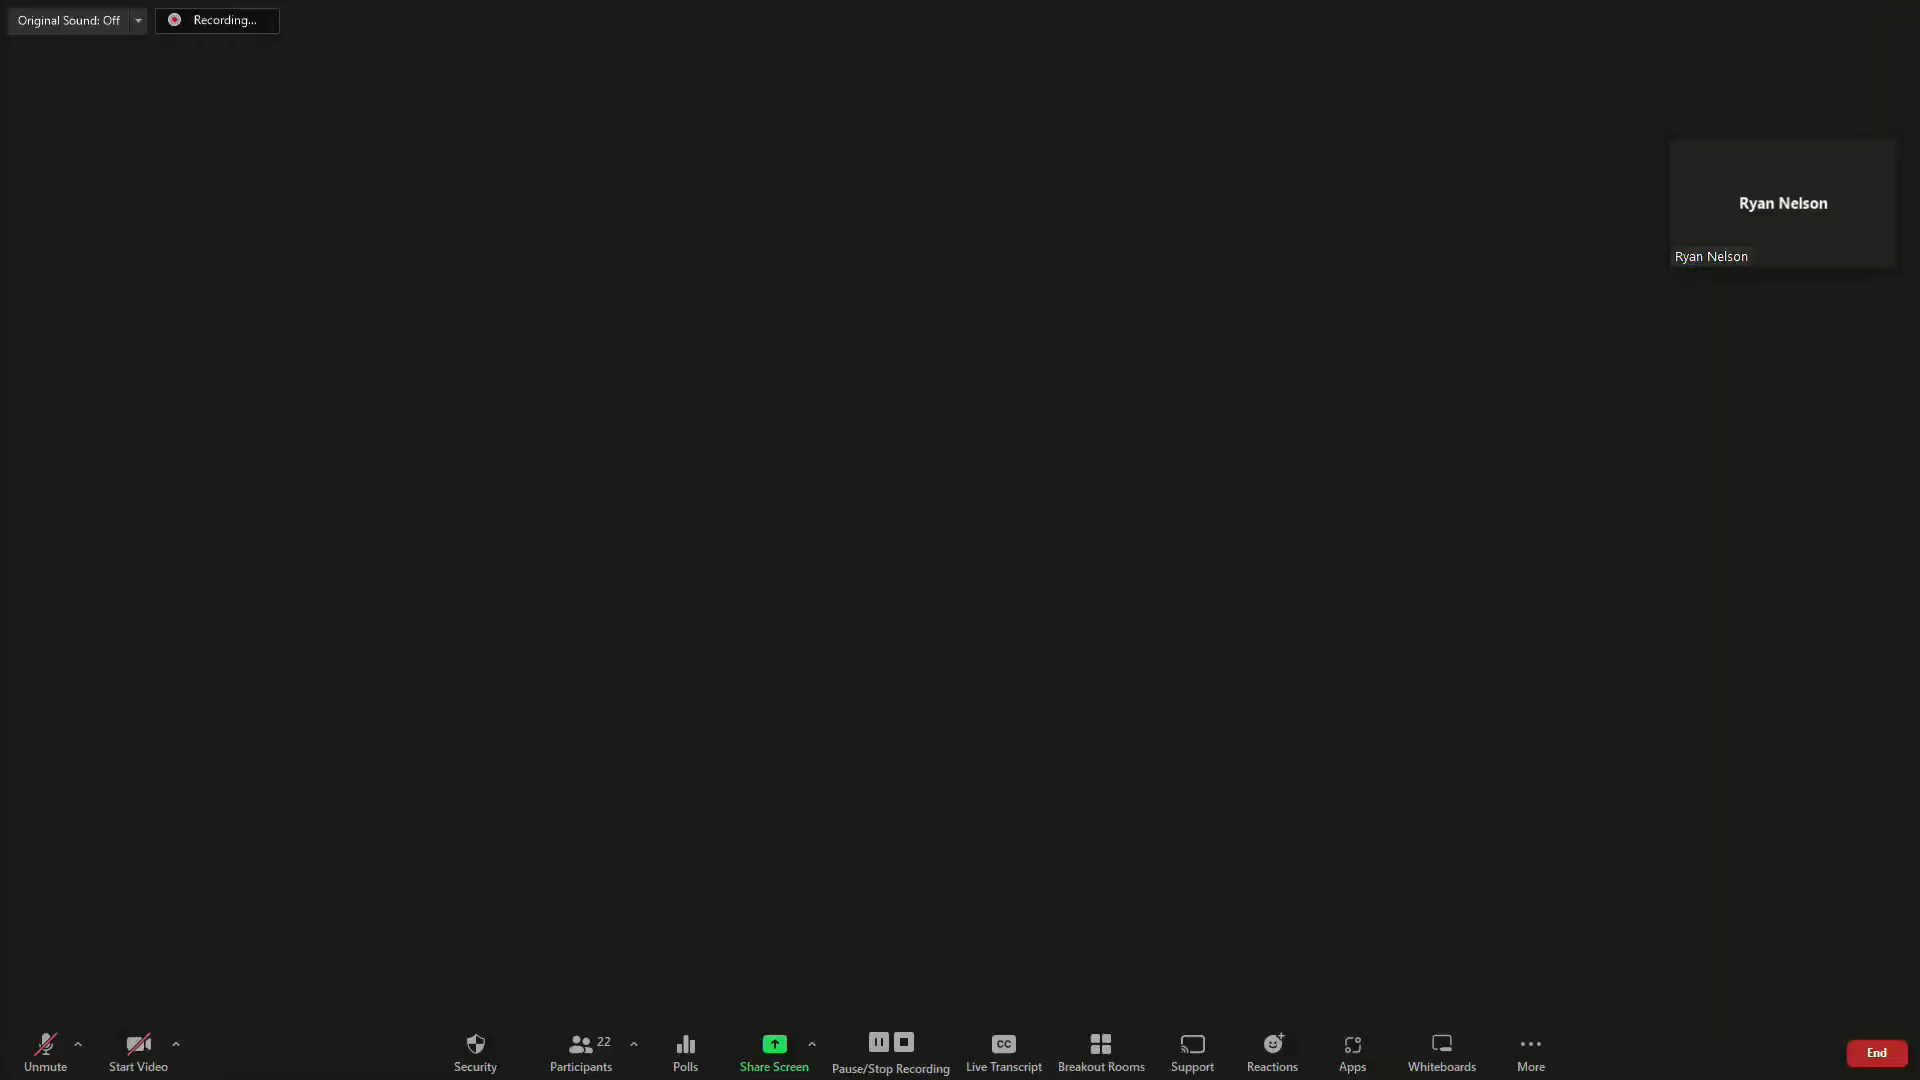 Original Sound: Off
Recording...
Ryan Nelson
Ryan Nelson
22
CC
Unmute
Start Video
Security
Participants
Polls
Share Screen
Pause/Stop Recording
Live Transcript
Breakout Rooms
Support
Reactions
Apps
Whiteboards
More
End